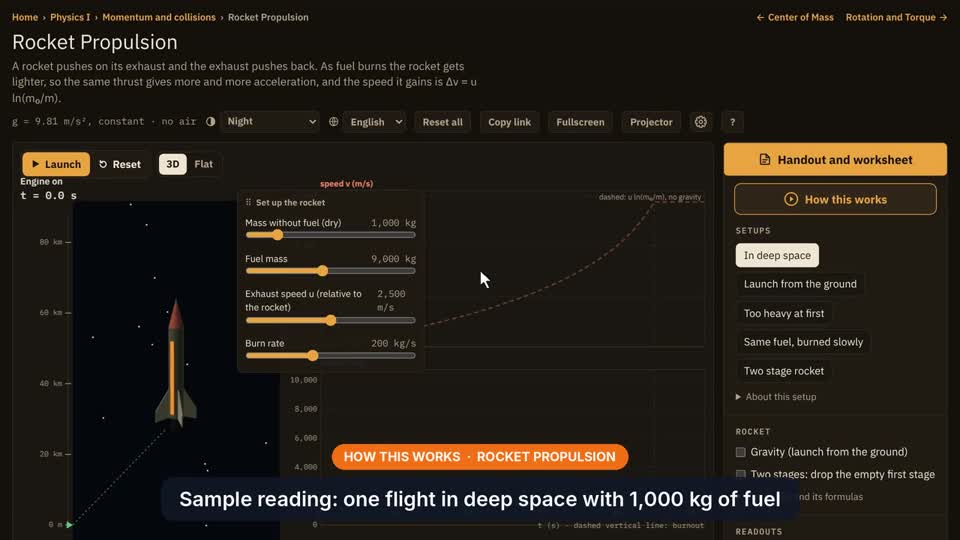 Home › Physics I › Momentum and collisions › Rocket Propulsion
← Center of Mass Rotation and Torque →
Rocket Propulsion
A rocket pushes on its exhaust and the exhaust pushes back. As fuel burns the rocket gets
lighter, so the same thrust gives more and more acceleration, and the speed it gains is Δv = u
ln(m₀/m).
g = 9.81 m/s², constant · no air
Night
English
Reset all
Copy link
Fullscreen
Projector
?
Launch
Reset
3D
Flat
Engine on
t = 0.0 s
80 km
60 km
40 km
20 km
0 m
speed v (m/s)
dashed: u ln(m₀/m), no gravity
Set up the rocket
Mass without fuel (dry) 1,000 kg
Fuel mass 9,000 kg
Exhaust speed u (relative to 2,500
the rocket) m/s
Burn rate 200 kg/s
10,000
8,000
6,000
4,000
0
t (s) - dashed vertical line: burnout
Handout and worksheet
How this works
SETUPS
In deep space
Launch from the ground
Too heavy at first
Same fuel, burned slowly
Two stage rocket
About this setup
ROCKET
Gravity (launch from the ground)
Two stages: drop the empty first stage
and its formulas
READOUTS
HOW THIS WORKS · ROCKET PROPULSION
Sample reading: one flight in deep space with 1,000 kg of fuel